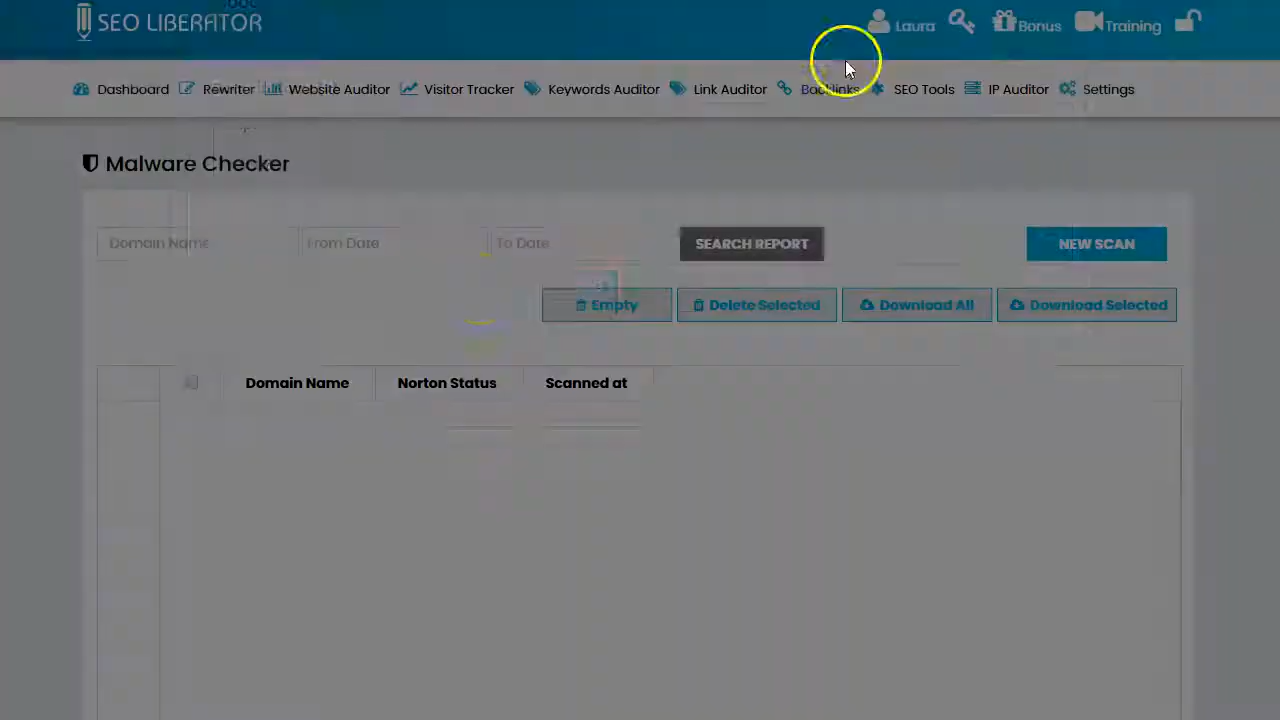 SEO LIBERATOR
Laura Bonus Training
Dashboard Rewriter Website Auditor Visitor Tracker Keywords Auditor Link Auditor Backlinks SEO Tools IP Auditor Settings
Malware Checker
Domain Name From Date To Date SEARCH REPORT NEW SCAN
Empty Delete Selected Download All Download Selected
Domain Name Norton Status Scanned at